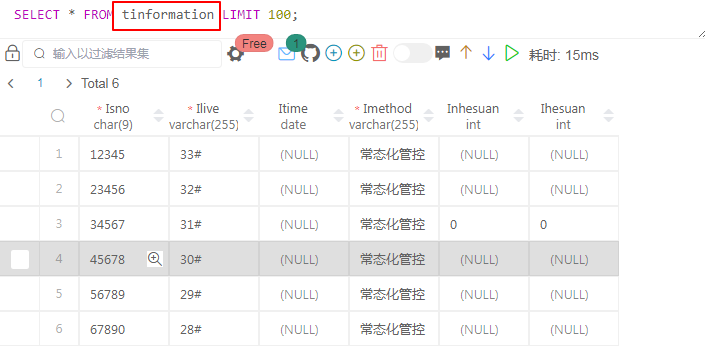 SELECT * FROM tinformation LIMIT 100;
输入以过滤结果集 Free 1 耗时: 15ms
1 Total 6
* Isno * Ilive Itime * Imethod Inhesuan Ihesuan
char(9) varchar(255) date varchar(255) int int
1 12345 33# (NULL) 常态化管控 (NULL) (NULL)
2 23456 32# (NULL) 常态化管控 (NULL) (NULL)
3 34567 31# (NULL) 常态化管控 0 0
4 45678 30# (NULL) 常态化管控 (NULL) (NULL)
5 56789 29# (NULL) 常态化管控 (NULL) (NULL)
6 67890 28# (NULL) 常态化管控 (NULL) (NULL)